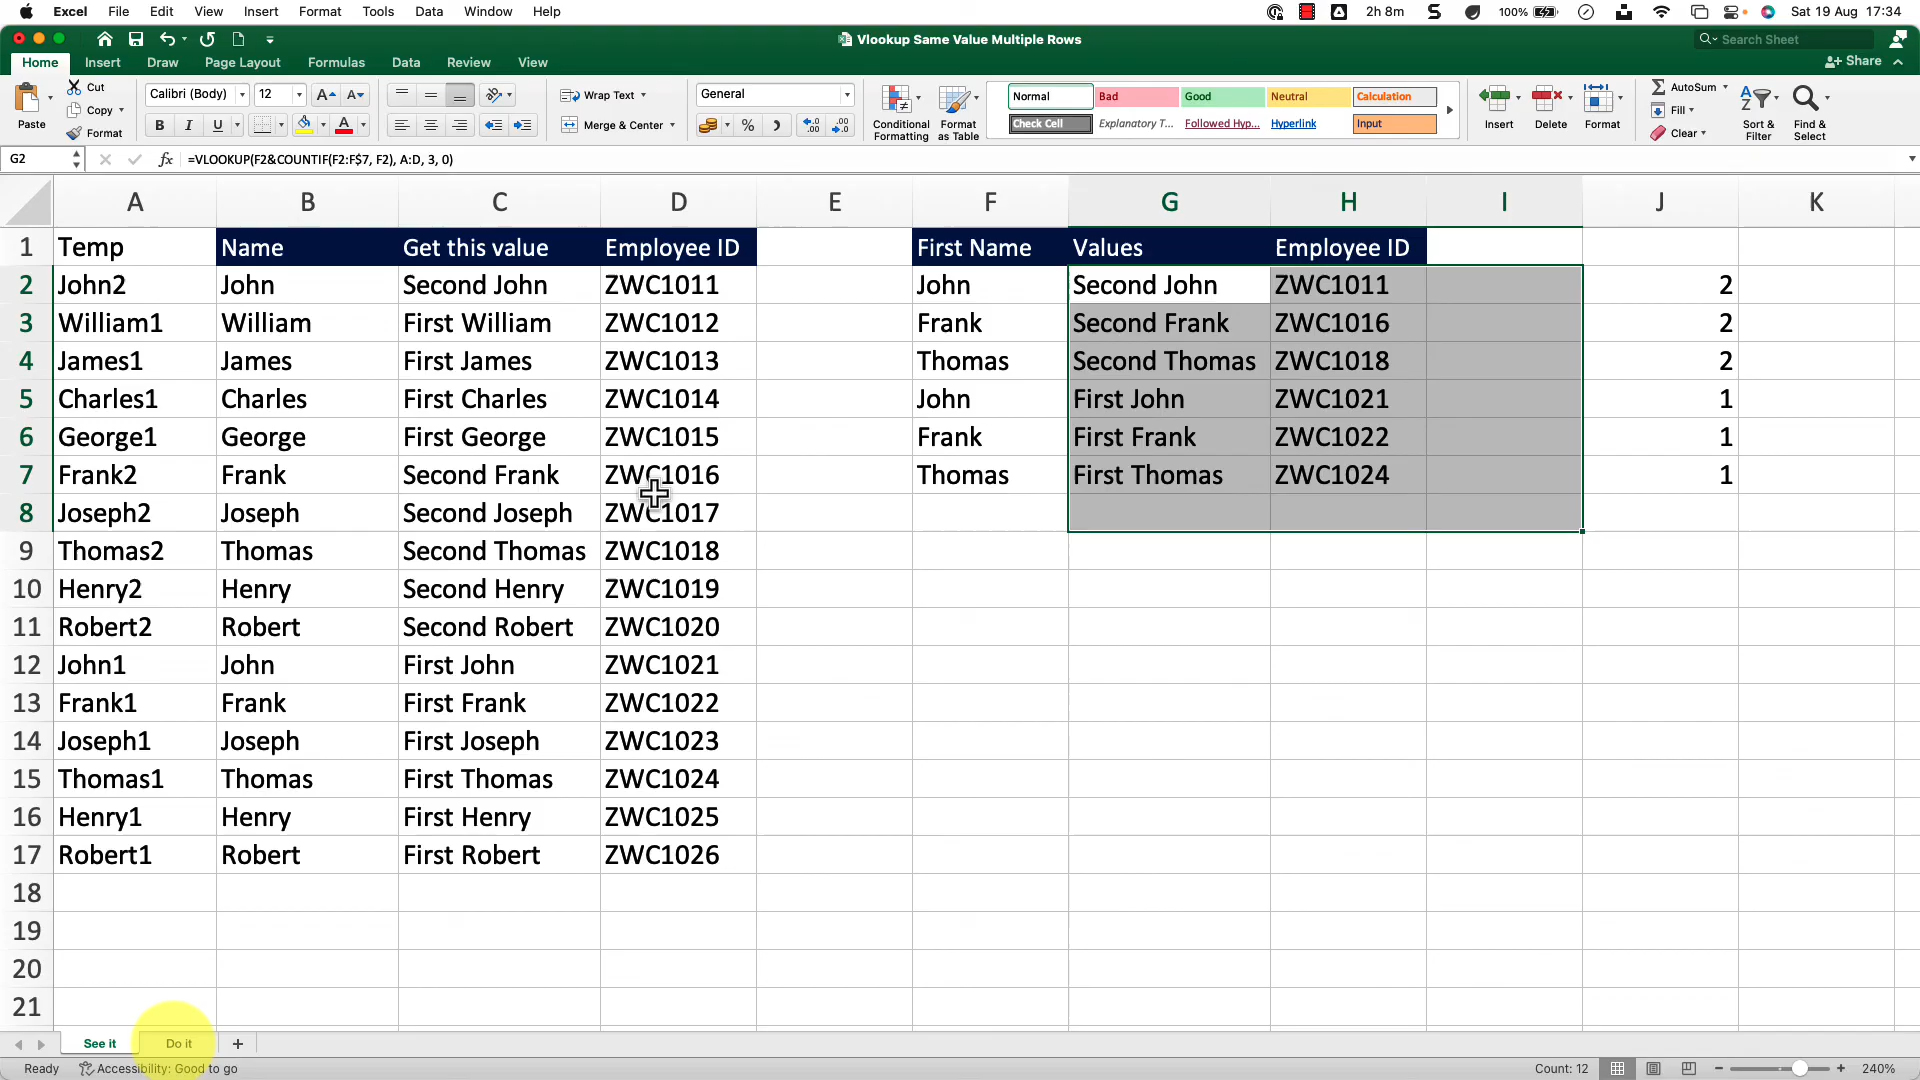 Excel File Edit View Insert Format Tools Data Window Help 2h 8m 100% Sat 19 Aug 17:34
Vlookup Same Value Multiple Rows Search Sheet
Home Insert Draw Page Layout Formulas Data Review View Share
Paste Cut Copy Format
Calibri (Body) 12 A A
B I U A
Wrap Text
Merge & Center
General
%
Conditional Formatting
Format as Table
Normal Bad Good Neutral Calculation
Check Cell Explanatory T... Followed Hyp... Hyperlink Input
Insert Delete Format
AutoSum
Fill
Clear
Sort & Filter
Find & Select
G2 fx =VLOOKUP(F2&COUNTIF(F2:F$7, F2), A:D, 3, 0)
A B C D E F G H I J K
1 Temp Name Get this value Employee ID First Name Values Employee ID
2 John2 John Second John ZWC1011 John Second John ZWC1011 2
3 William1 William First William ZWC1012 Frank Second Frank ZWC1016 2
4 James1 James First James ZWC1013 Thomas Second Thomas ZWC1018 2
5 Charles1 Charles First Charles ZWC1014 John First John ZWC1021 1
6 George1 George First George ZWC1015 Frank First Frank ZWC1022 1
7 Frank2 Frank Second Frank ZWC1016 Thomas First Thomas ZWC1024 1
8 Joseph2 Joseph Second Joseph ZWC1017
9 Thomas2 Thomas Second Thomas ZWC1018
10 Henry2 Henry Second Henry ZWC1019
11 Robert2 Robert Second Robert ZWC1020
12 John1 John First John ZWC1021
13 Frank1 Frank First Frank ZWC1022
14 Joseph1 Joseph First Joseph ZWC1023
15 Thomas1 Thomas First Thomas ZWC1024
16 Henry1 Henry First Henry ZWC1025
17 Robert1 Robert First Robert ZWC1026
18
19
20
21
See it Do it +
Ready Accessibility: Good to go Count: 12 240%